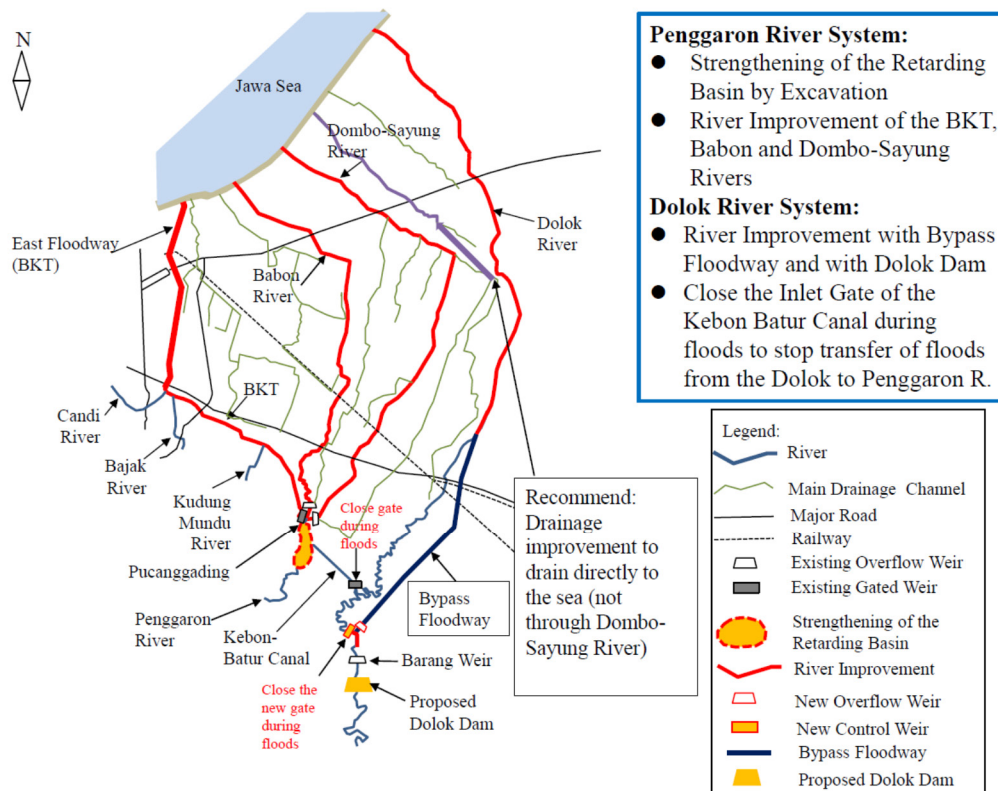 N
Jawa Sea
Dombo-Sayung
River
East Floodway
(BKT)
Babon
River
Dolok
River
BKT
Candi
River
Bajak
River
Kudung
Mundu
River
Close gate
during
floods
Pucanggading
Penggaron
River
Kebon-
Batur Canal
Bypass
Floodway
Barang Weir
Close the
new gate
during
floods
Proposed
Dolok Dam
Recommend:
Drainage
improvement to
drain directly to
the sea (not
through Dombo-
Sayung River)
Penggaron River System:
● Strengthening of the Retarding
Basin by Excavation
● River Improvement of the BKT,
Babon and Dombo-Sayung
Rivers
Dolok River System:
● River Improvement with Bypass
Floodway and with Dolok Dam
● Close the Inlet Gate of the
Kebon Batur Canal during
floods to stop transfer of floods
from the Dolok to Penggaron R.
Legend:
River
Main Drainage Channel
Major Road
Railway
Existing Overflow Weir
Existing Gated Weir
Strengthening of the
Retarding Basin
River Improvement
New Overflow Weir
New Control Weir
Bypass Floodway
Proposed Dolok Dam